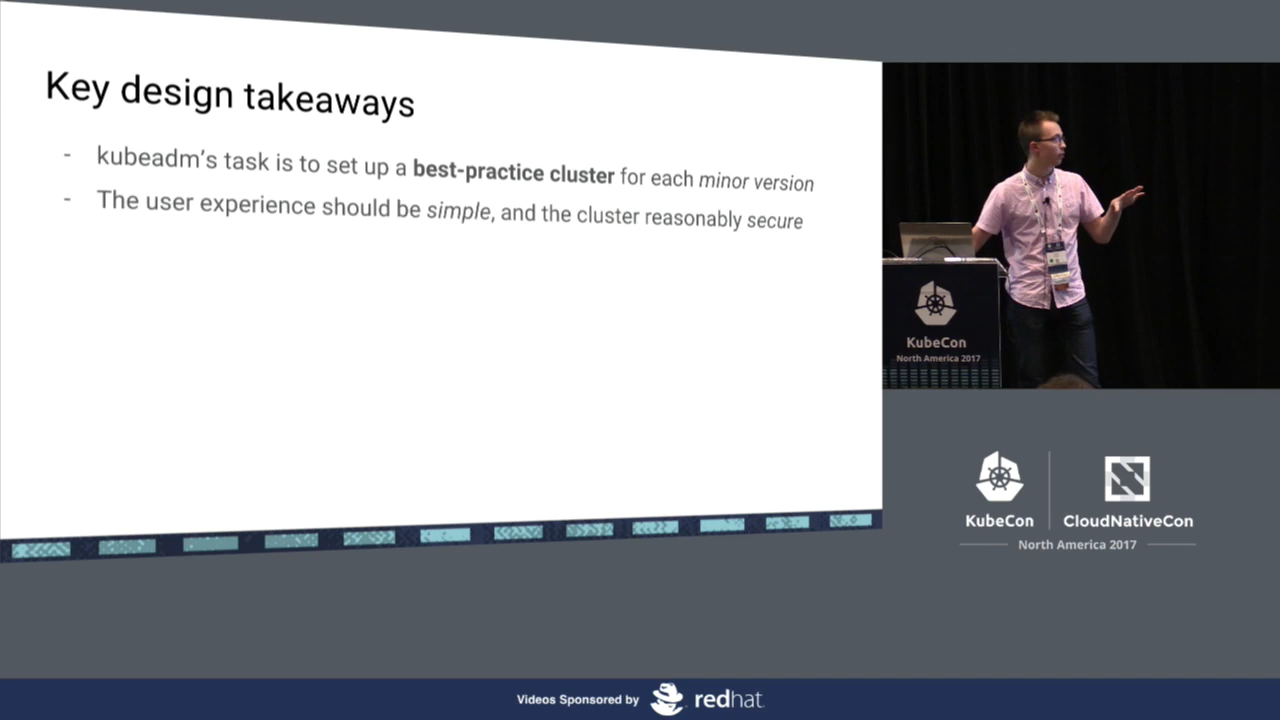 Key design takeaways
- kubeadm's task is to set up a best-practice cluster for each minor version
- The user experience should be simple, and the cluster reasonably secure
KubeCon
North America 2017
KubeCon
CloudNativeCon
North America 2017
Videos Sponsored by redhat